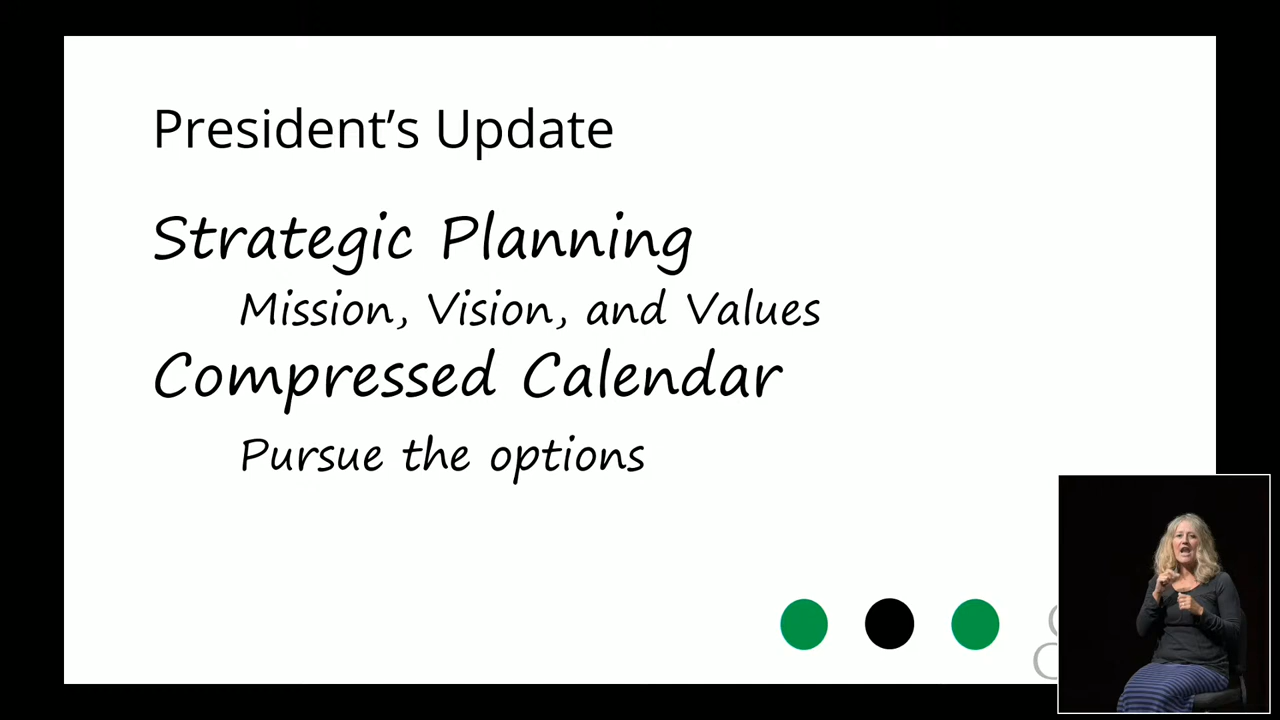 President’s Update
Strategic Planning
Mission, Vision, and Values
Compressed Calendar
Pursue the options